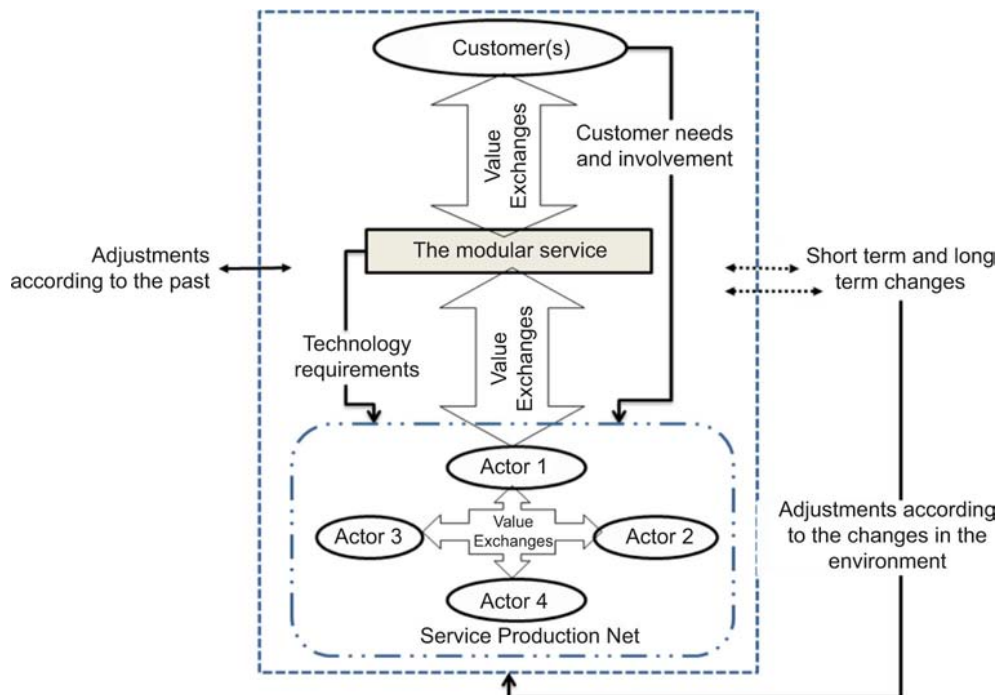 Customer(s)
Value
Exchanges
Customer needs
and involvement
The modular service
Adjustments
according to the past
Short term and long
term changes
Technology
requirements
Value
Exchanges
Actor 1
Actor 3
Value
Exchanges
Actor 2
Actor 4
Service Production Net
Adjustments according
to the changes in the
environment